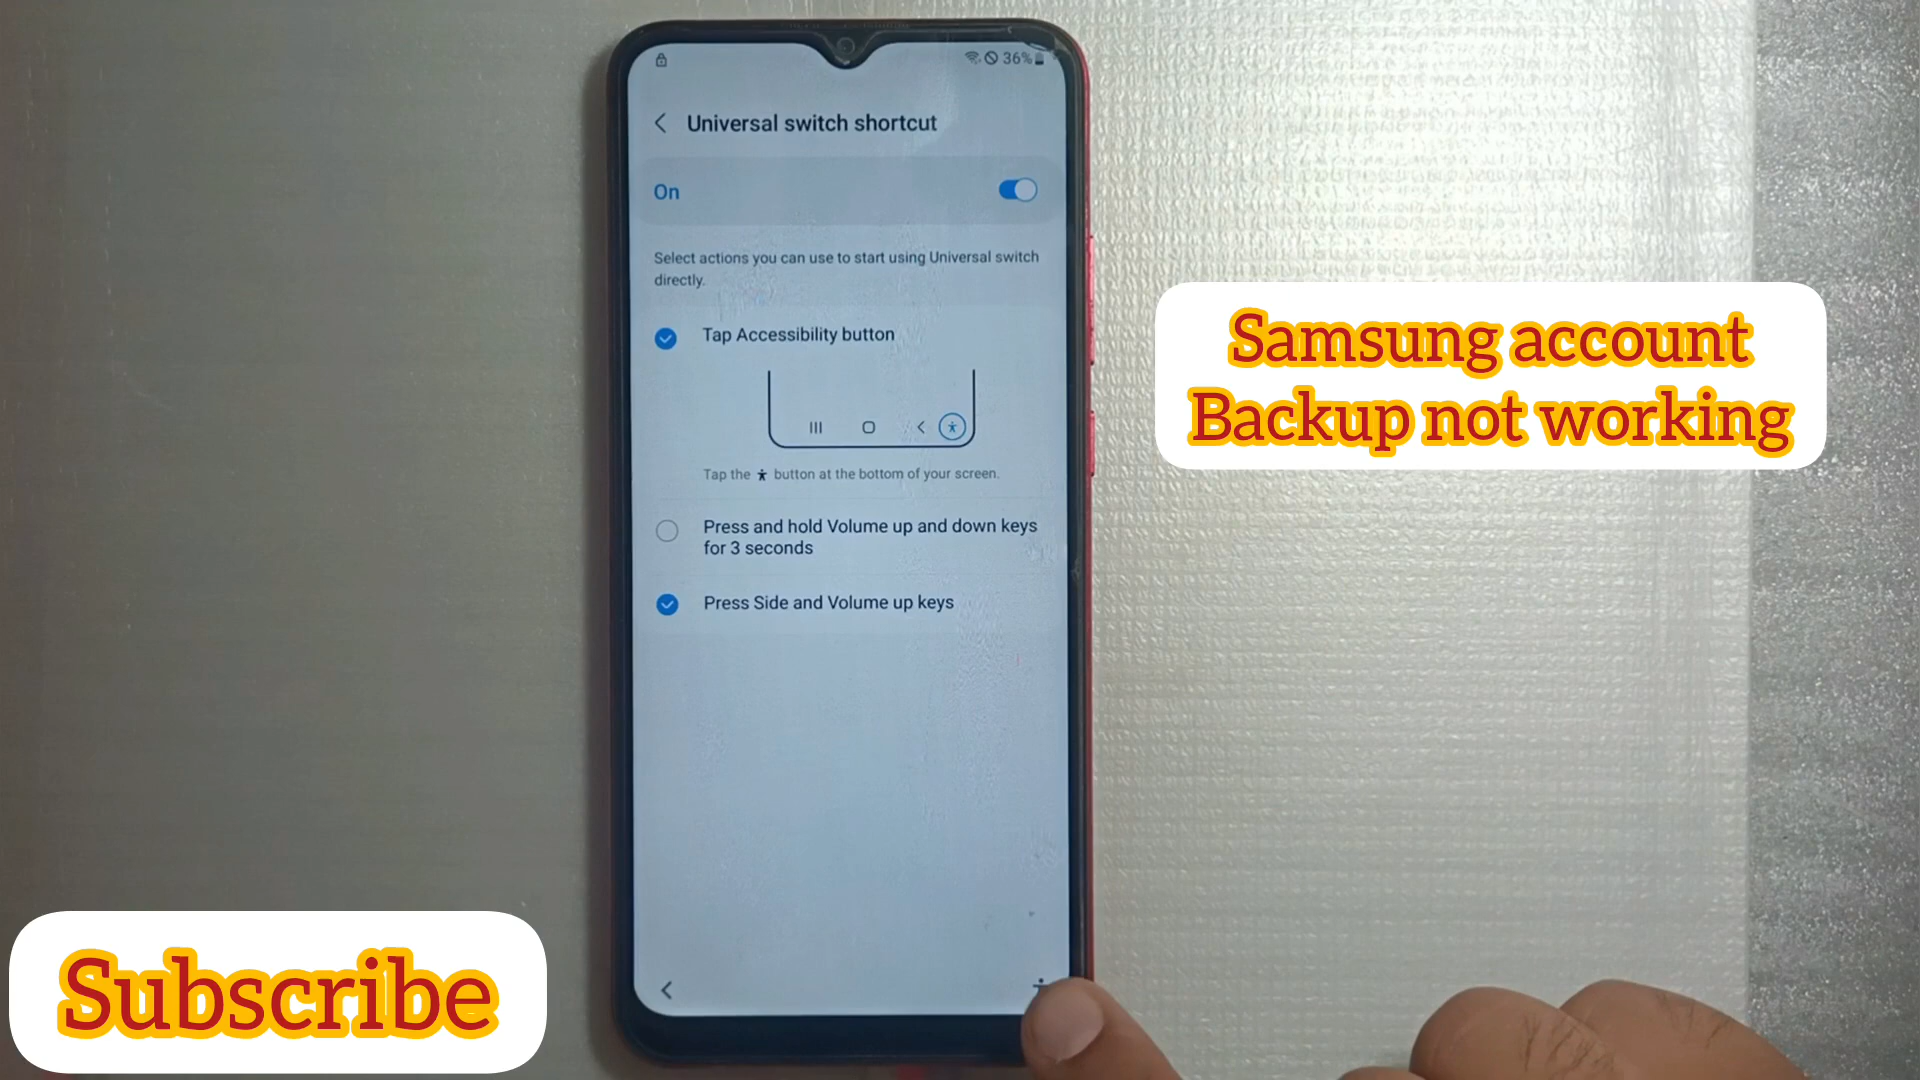 36%
Universal switch shortcut
On
Select actions you can use to start using Universal switch
directly.
Tap Accessibility button
Tap the button at the bottom of your screen.
Press and hold Volume up and down keys
for 3 seconds
Press Side and Volume up keys
Samsung account
Backup not working
Subscribe